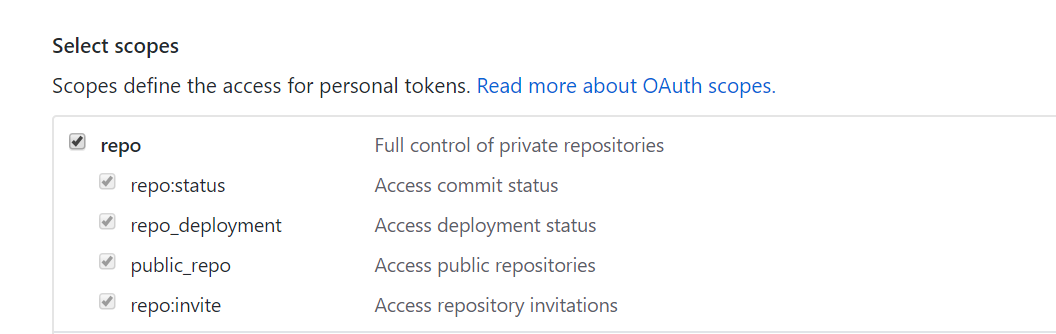 Select scopes
Scopes define the access for personal tokens. Read more about OAuth scopes.
repo Full control of private repositories
repo:status Access commit status
repo_deployment Access deployment status
public_repo Access public repositories
repo:invite Access repository invitations